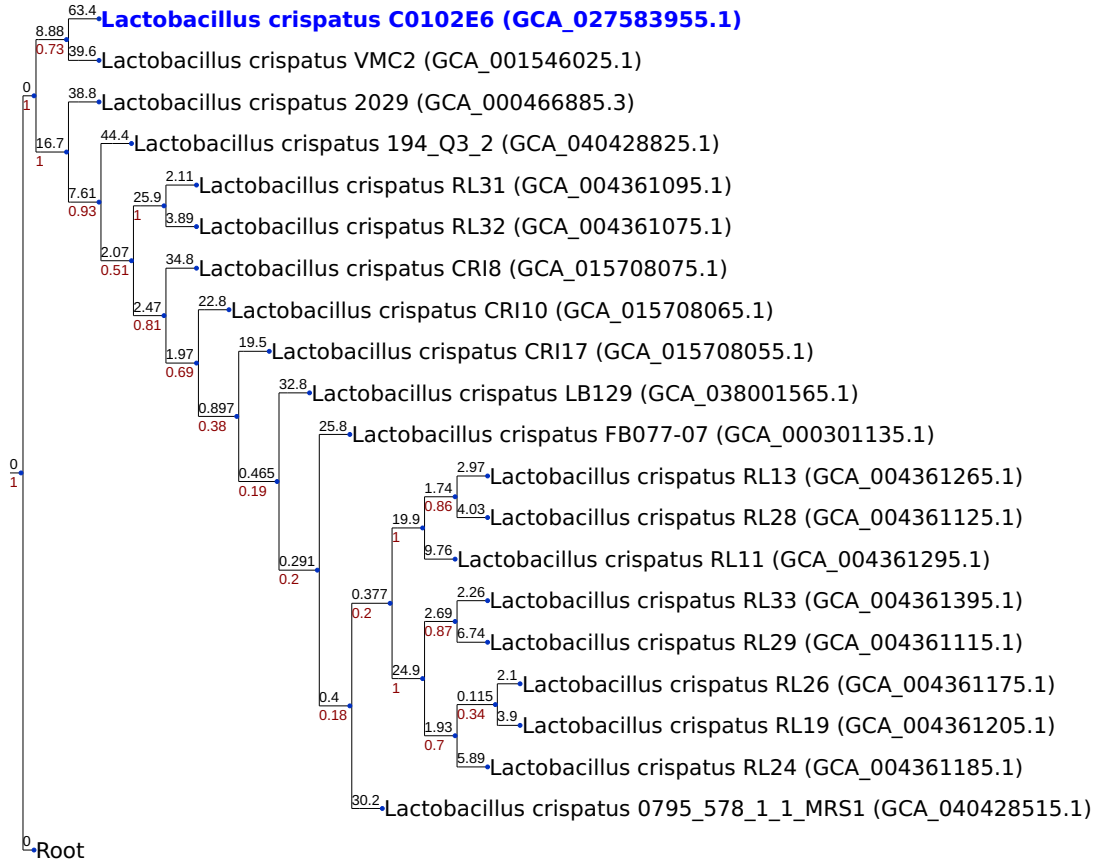 63.4
Lactobacillus crispatus C0102E6 (GCA_027583955.1)
8.88
0.73
39.6
Lactobacillus crispatus VMC2 (GCA_001546025.1)
0
1
38.8
Lactobacillus crispatus 2029 (GCA_000466885.3)
16.7
1
44.4
Lactobacillus crispatus 194_Q3_2 (GCA_040428825.1)
7.61
0.93
2.11
Lactobacillus crispatus RL31 (GCA_004361095.1)
25.9
1
3.89
Lactobacillus crispatus RL32 (GCA_004361075.1)
2.07
0.51
34.8
Lactobacillus crispatus CRI8 (GCA_015708075.1)
2.47
0.81
22.8
Lactobacillus crispatus CRI10 (GCA_015708065.1)
1.97
0.69
19.5
Lactobacillus crispatus CRI17 (GCA_015708055.1)
0.897
0.38
32.8
Lactobacillus crispatus LB129 (GCA_038001565.1)
0.465
0.19
25.8
Lactobacillus crispatus FB077-07 (GCA_000301135.1)
0
1
0.291
0.2
2.97
Lactobacillus crispatus RL13 (GCA_004361265.1)
1.74
0.86
4.03
Lactobacillus crispatus RL28 (GCA_004361125.1)
19.9
1
9.76
Lactobacillus crispatus RL11 (GCA_004361295.1)
0.377
0.2
2.26
Lactobacillus crispatus RL33 (GCA_004361395.1)
2.69
0.87
6.74
Lactobacillus crispatus RL29 (GCA_004361115.1)
24.9
1
2.1
Lactobacillus crispatus RL26 (GCA_004361175.1)
0.115
0.34
3.9
Lactobacillus crispatus RL19 (GCA_004361205.1)
0.4
0.18
1.93
0.7
5.89
Lactobacillus crispatus RL24 (GCA_004361185.1)
30.2
Lactobacillus crispatus 0795_578_1_1_MRS1 (GCA_040428515.1)
0
Root